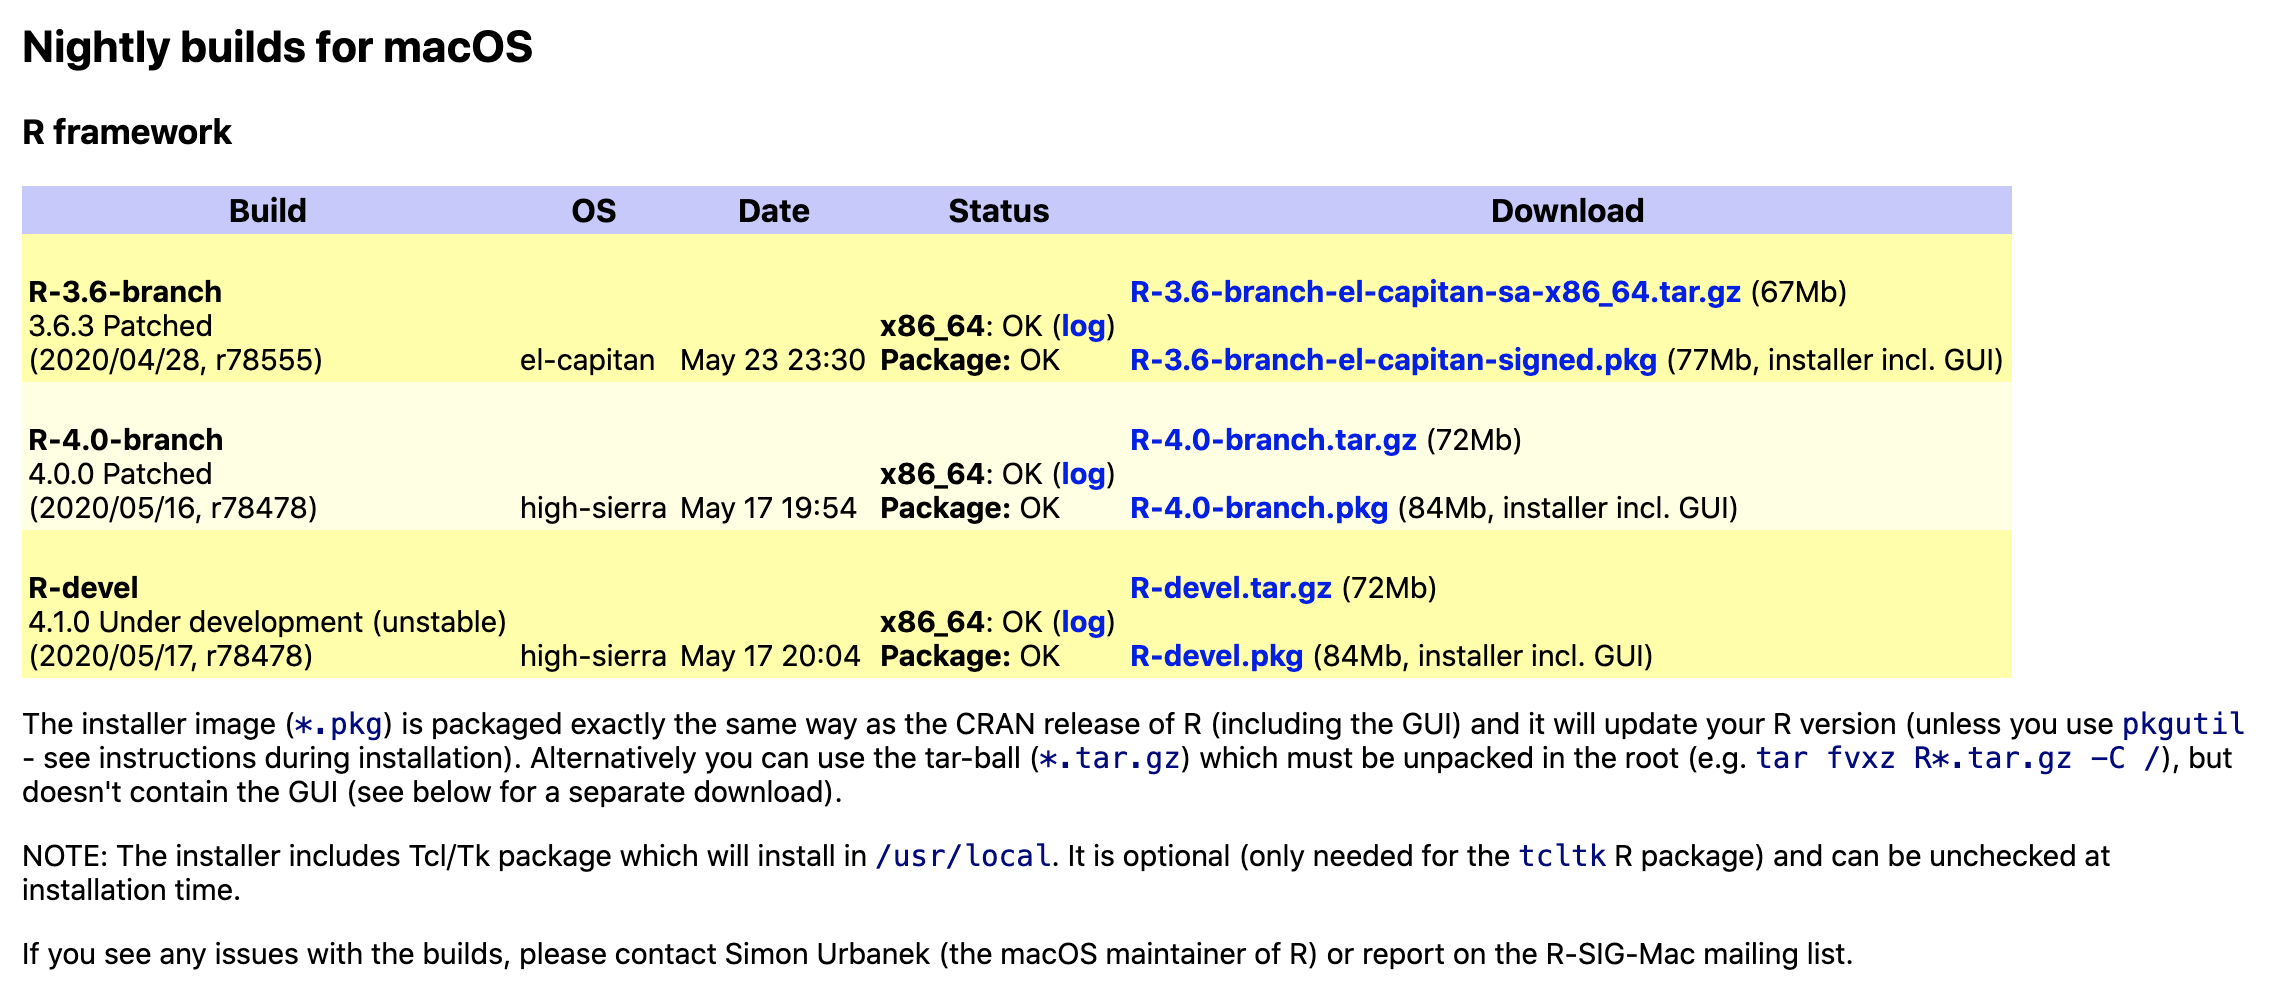 Nightly builds for macOS
R framework
Build OS Date Status Download
R-3.6-branch R-3.6-branch-el-capitan-sa-x86_64.tar.gz (67Mb)
3.6.3 Patched x86_64: OK (log)
(2020/04/28, r78555) el-capitan May 23 23:30 Package: OK R-3.6-branch-el-capitan-signed.pkg (77Mb, installer incl. GUI)
R-4.0-branch R-4.0-branch.tar.gz (72Mb)
4.0.0 Patched x86_64: OK (log)
(2020/05/16, r78478) high-sierra May 17 19:54 Package: OK R-4.0-branch.pkg (84Mb, installer incl. GUI)
R-devel R-devel.tar.gz (72Mb)
4.1.0 Under development (unstable) x86_64: OK (log)
(2020/05/17, r78478) high-sierra May 17 20:04 Package: OK R-devel.pkg (84Mb, installer incl. GUI)
The installer image (*.pkg) is packaged exactly the same way as the CRAN release of R (including the GUI) and it will update your R version (unless you use pkgutil
- see instructions during installation). Alternatively you can use the tar-ball (*.tar.gz) which must be unpacked in the root (e.g. tar fvxz R*.tar.gz -C /), but
doesn't contain the GUI (see below for a separate download).
NOTE: The installer includes Tcl/Tk package which will install in /usr/local. It is optional (only needed for the tcltk R package) and can be unchecked at
installation time.
If you see any issues with the builds, please contact Simon Urbanek (the macOS maintainer of R) or report on the R-SIG-Mac mailing list.